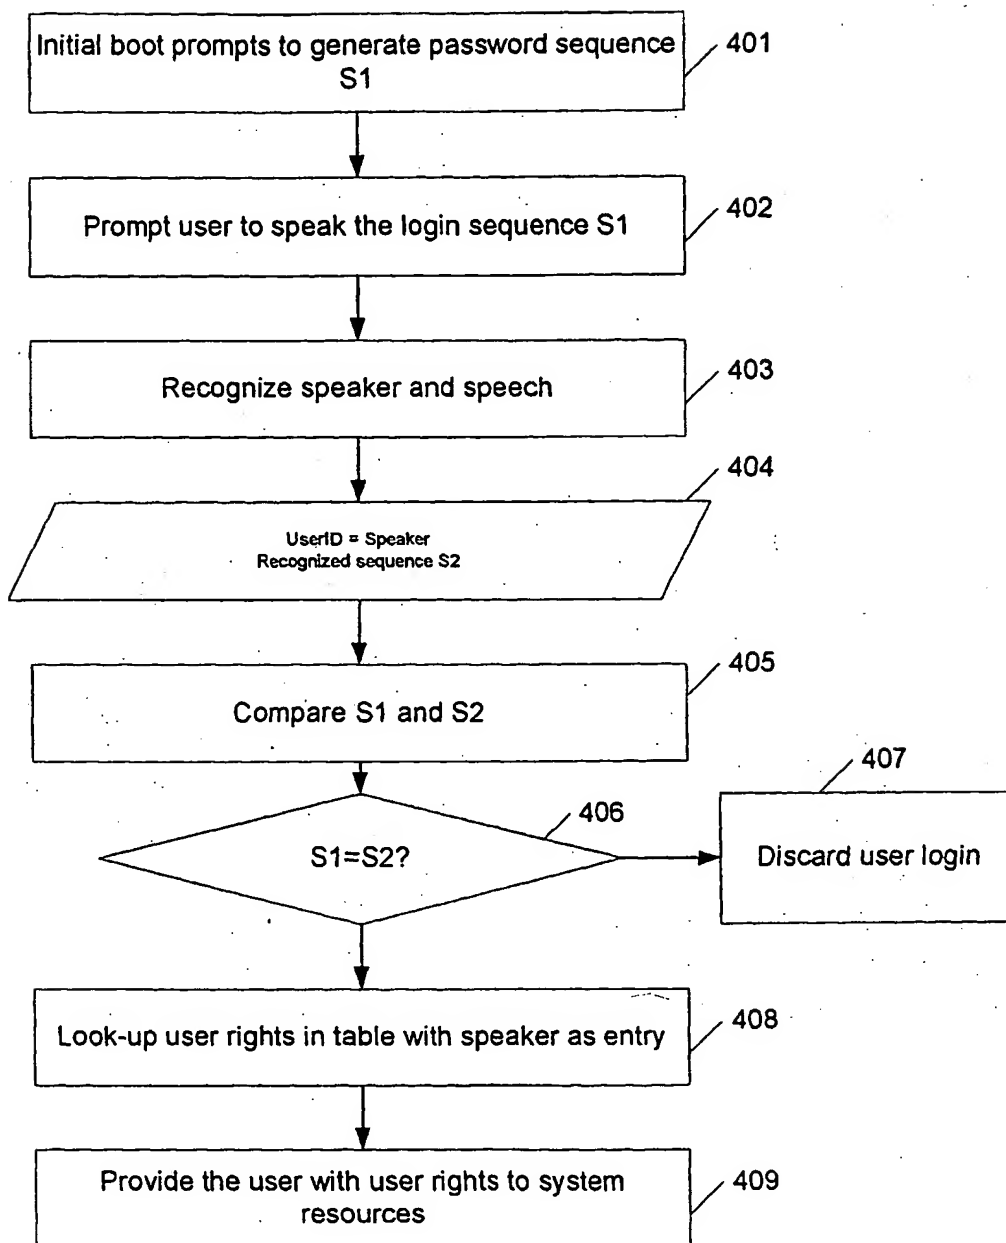 Initial boot prompts to generate password sequence
S1
401
Prompt user to speak the login sequence S1
402
Recognize speaker and speech
403
404
UserID = Speaker
Recognized sequence S2
405
Compare S1 and S2
407
406
S1=S2?
Discard user login
Look-up user rights in table with speaker as entry
408
Provide the user with user rights to system
resources
409